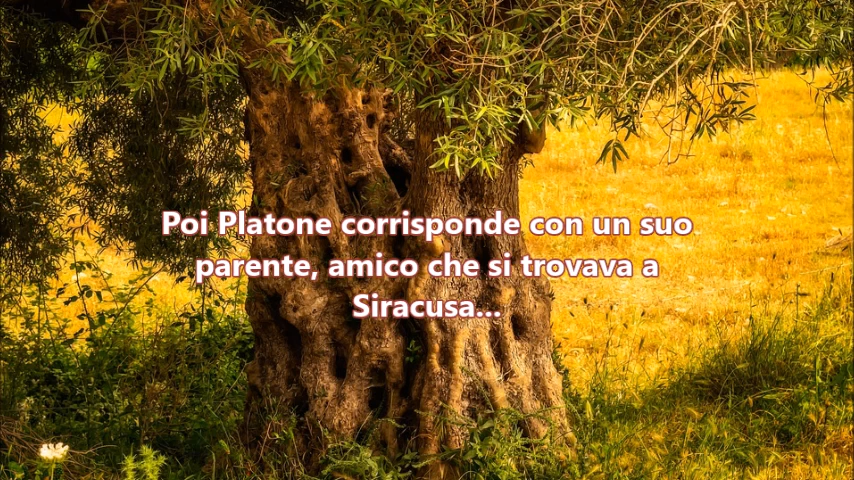 Poi Platone corrisponde con un suo
parente, amico che si trovava a
Siracusa...